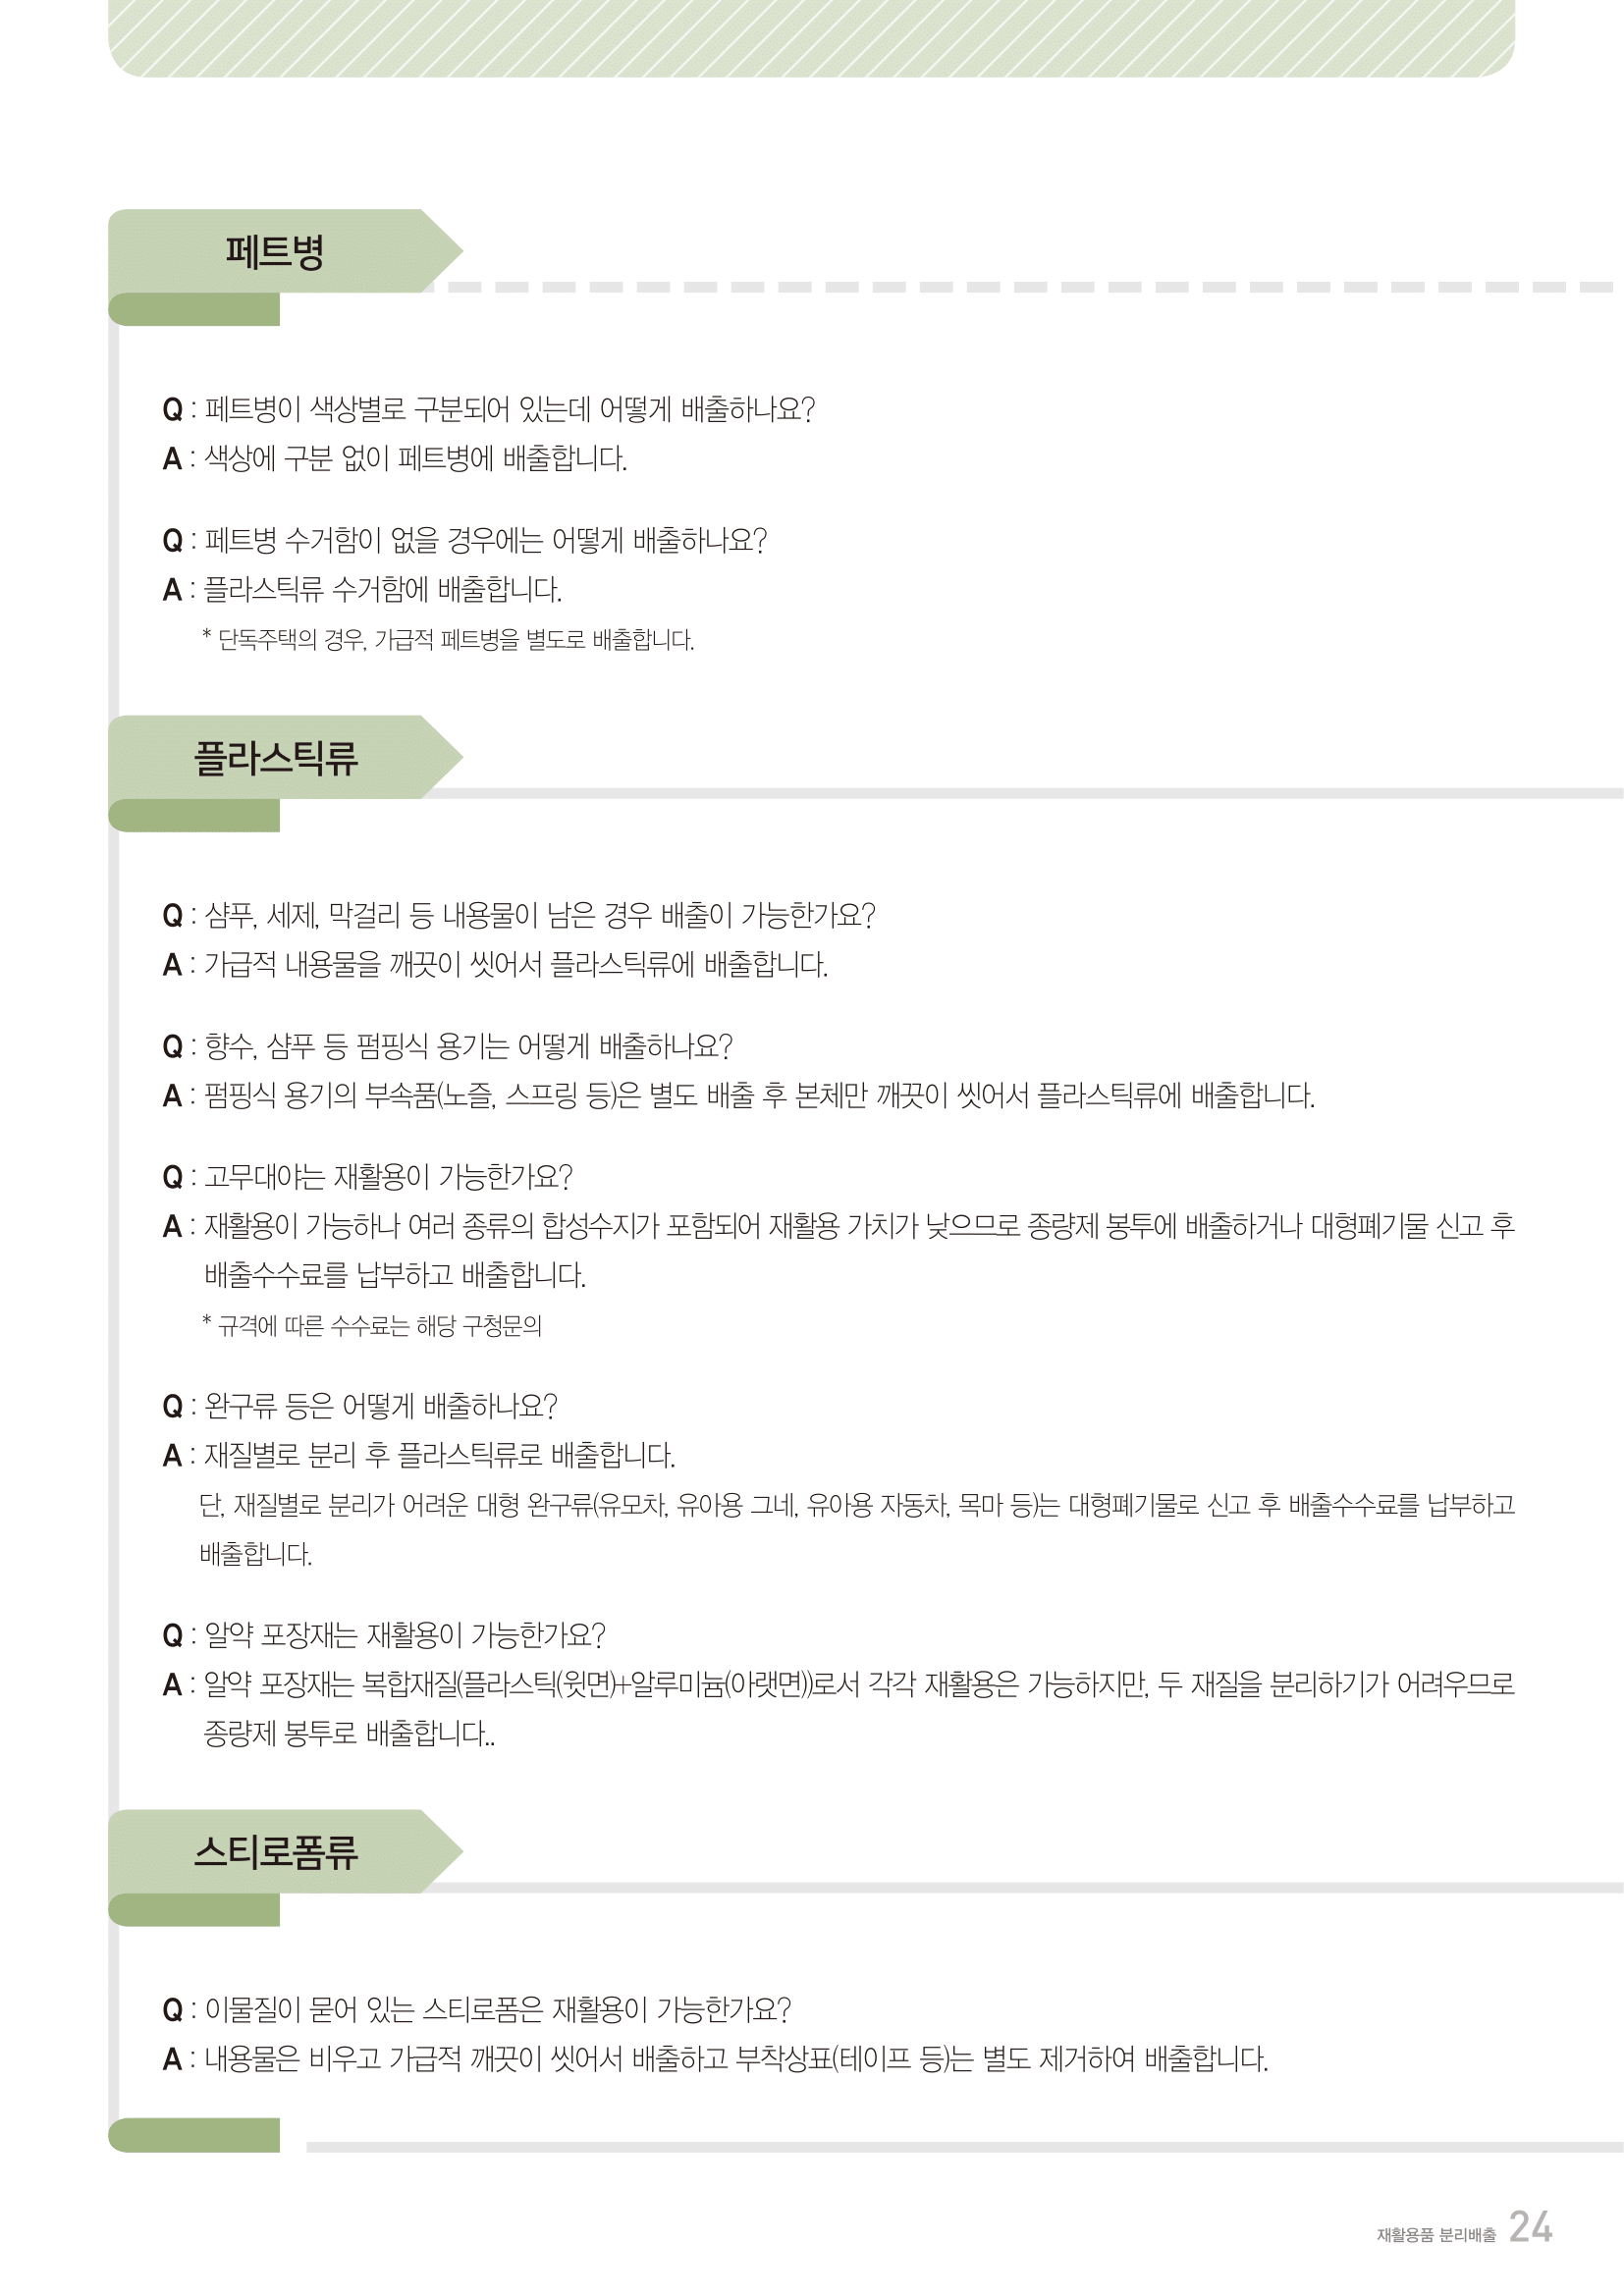 페트병
Q : 페트병이 색상별로 구분되어 있는데 어떻게 배출하나요?
A : 색상에 구분 없이 페트병에 배출합니다.
Q : 페트병 수거함이 없을 경우에는 어떻게 배출하나요?
A : 플라스틱류 수거함에 배출합니다.
* 단독주택의 경우, 가급적 페트병을 별도로 배출합니다.
플라스틱류
Q : 샴푸, 세제, 막걸리 등 내용물이 남은 경우 배출이 가능한가요?
A : 가급적 내용물을 깨끗이 씻어서 플라스틱류에 배출합니다.
Q : 향수, 샴푸 등 펌핑식 용기는 어떻게 배출하나요?
A : 펌핑식 용기의 부속품(노즐, 스프링 등)은 별도 배출 후 본체만 깨끗이 씻어서 플라스틱류에 배출합니다.
Q : 고무대야는 재활용이 가능한가요?
A : 재활용이 가능하나 여러 종류의 합성수지가 포함되어 재활용 가치가 낮으므로 종량제 봉투에 배출하거나 대형폐기물 신고 후
배출수수료를 납부하고 배출합니다.
* 규격에 따른 수수료는 해당 구청문의
Q : 완구류 등은 어떻게 배출하나요?
A : 재질별로 분리 후 플라스틱류로 배출합니다.
단, 재질별로 분리가 어려운 대형 완구류(유모차, 유아용 그네, 유아용 자동차, 목마 등)는 대형폐기물로 신고 후 배출수수료를 납부하고
배출합니다.
Q : 알약 포장재는 재활용이 가능한가요?
A : 알약 포장재는 복합재질(플라스틱(윗면)+알루미늄(아랫면))로서 각각 재활용은 가능하지만, 두 재질을 분리하기가 어려우므로
종량제 봉투로 배출합니다..
스티로폼류
Q : 이물질이 묻어 있는 스티로폼은 재활용이 가능한가요?
A : 내용물은 비우고 가급적 깨끗이 씻어서 배출하고 부착상표(테이프 등)는 별도 제거하여 배출합니다.
재활용품 분리배출 24